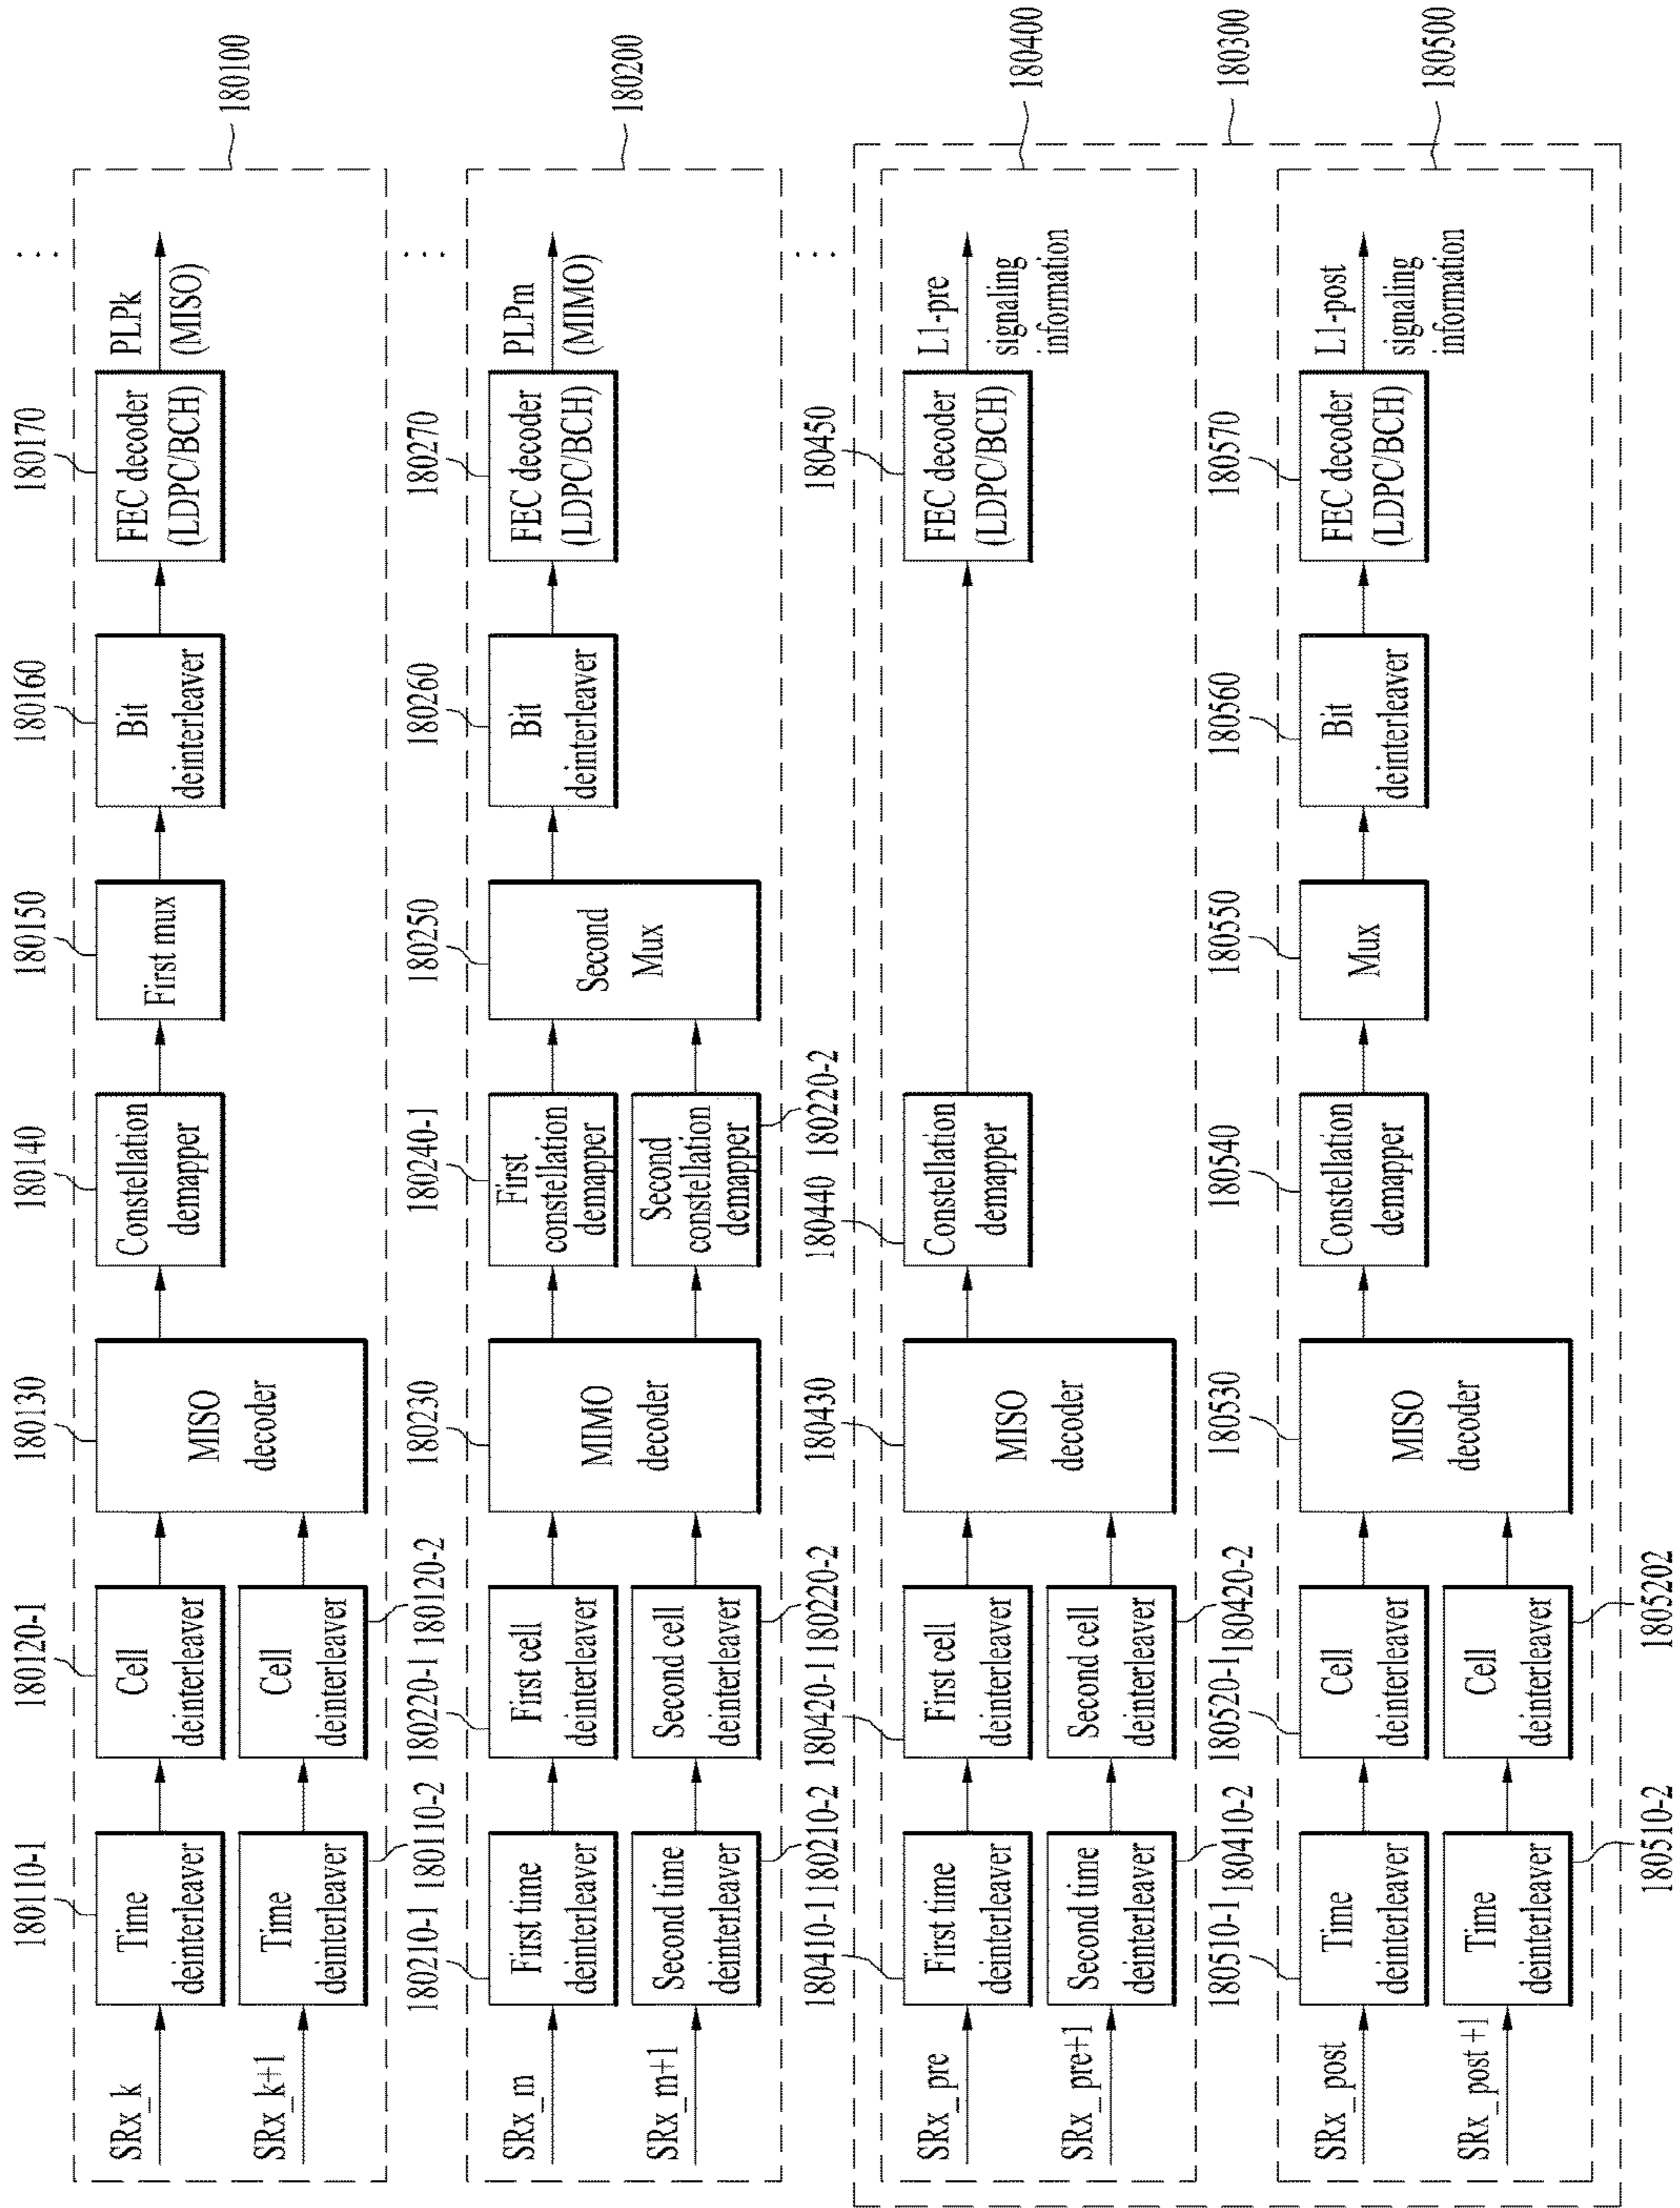 180110-1
180120-1
180130
180140
180150
180160
180170
SRx_k
Time
deinterleaver
Cell
deinterleaver
MISO
decoder
Constellation
demapper
First mux
Bit
deinterleaver
FEC decoder
(LDPC/BCH)
PLPk
(MISO)
...
SRx_k+1
Time
deinterleaver
Cell
deinterleaver
180100
180110-2
180120-2
180210-1
180220-1
180230
180240-1
180250
180260
180270
SRx_m
First time
deinterleaver
First cell
deinterleaver
MIMO
decoder
First
constellation
demapper
Second
Mux
Bit
deinterleaver
FEC decoder
(LDPC/BCH)
PLPm
(MIMO)
...
SRx_m+1
Second time
deinterleaver
Second cell
deinterleaver
Second
constellation
demapper
180200
180210-2
180220-2
180220-2
180410-1
180420-1
180430
180440
180450
SRx_pre
First time
deinterleaver
First cell
deinterleaver
MISO
decoder
Constellation
demapper
FEC decoder
(LDPC/BCH)
L1-pre
signaling
information
...
SRx_pre+1
Second time
deinterleaver
Second cell
deinterleaver
180400
180410-2
180420-2
180300
180510-1
180520-1
180530
180540
180550
180560
180570
SRx_post
Time
deinterleaver
Cell
deinterleaver
MISO
decoder
Constellation
demapper
Mux
Bit
deinterleaver
FEC decoder
(LDPC/BCH)
L1-post
signaling
information
SRx_post +1
Time
deinterleaver
Cell
deinterleaver
180500
180510-2
1805202